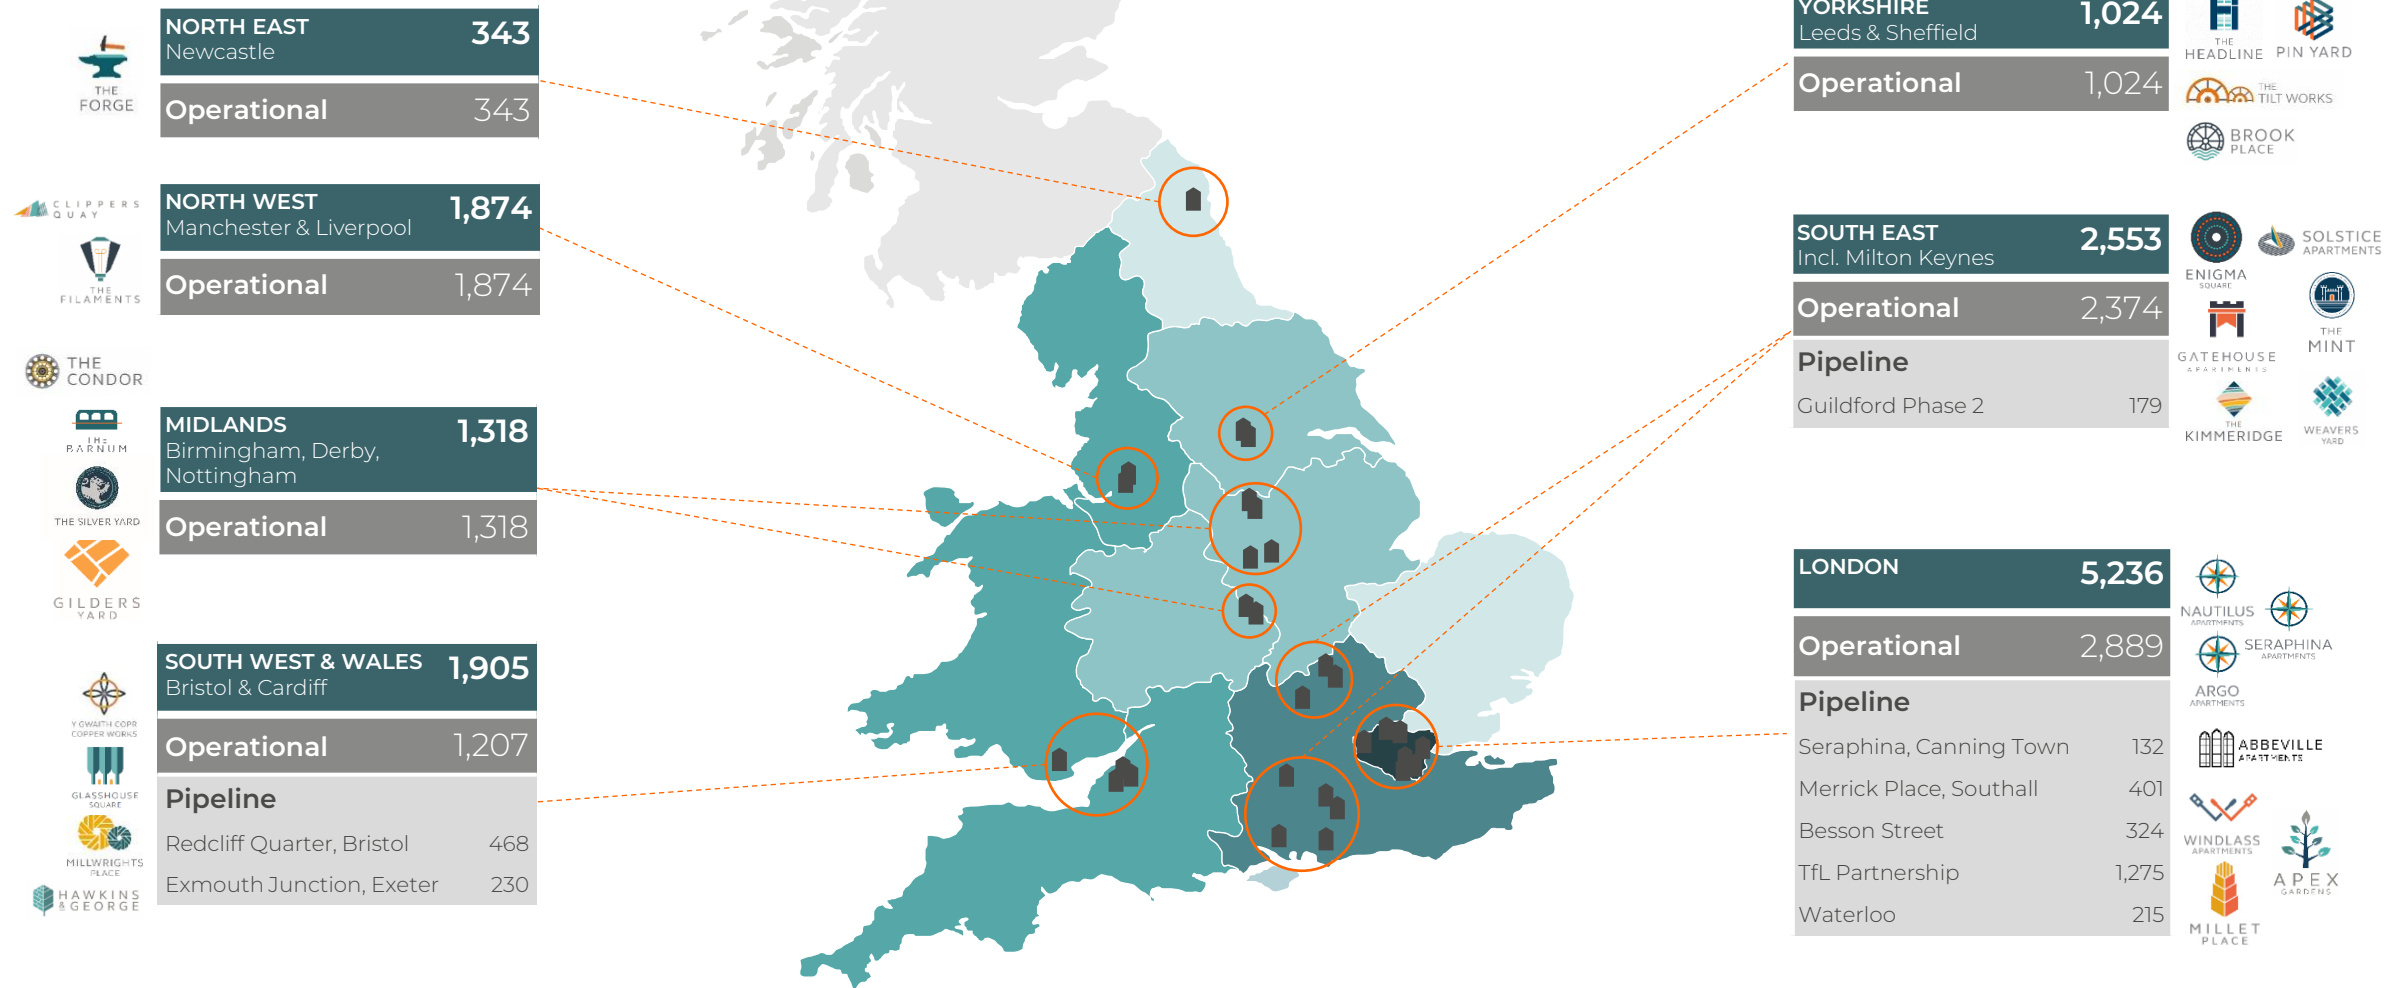 THE
FORGE
NORTH EAST
Newcastle
343
Operational
343
CLIPPERS
QUAY
THE
FILAMENTS
NORTH WEST
Manchester & Liverpool
1,874
Operational
1,874
THE
CONDOR
THE
BARNUM
THE SILVER YARD
GILDERS
YARD
MIDLANDS
Birmingham, Derby,
Nottingham
1,318
Operational
1,318
Y GWAITH COPR
COPPER WORKS
GLASSHOUSE
SQUARE
MILLWRIGHTS
PLACE
HAWKINS
& GEORGE
SOUTH WEST & WALES
Bristol & Cardiff
1,905
Operational
1,207
Pipeline
Redcliff Quarter, Bristol 468
Exmouth Junction, Exeter 230
YORKSHIRE
Leeds & Sheffield
1,024
Operational
1,024
THE
HEADLINE
PIN YARD
THE
TILT WORKS
BROOK
PLACE
SOUTH EAST
Incl. Milton Keynes
2,553
Operational
2,374
Pipeline
Guildford Phase 2 179
ENIGMA
SQUARE
SOLSTICE
APARTMENTS
GATEHOUSE
APARTMENTS
THE
MINT
THE
KIMMERIDGE
WEAVERS
YARD
LONDON
5,236
Operational
2,889
Pipeline
Seraphina, Canning Town 132
Merrick Place, Southall 401
Besson Street 324
TfL Partnership 1,275
Waterloo 215
NAUTILUS
APARTMENTS
SERAPHINA
APARTMENTS
ARGO
APARTMENTS
ABBEVILLE
APARTMENTS
WINDLASS
APARTMENTS
APEX
GARDENS
MILLET
PLACE